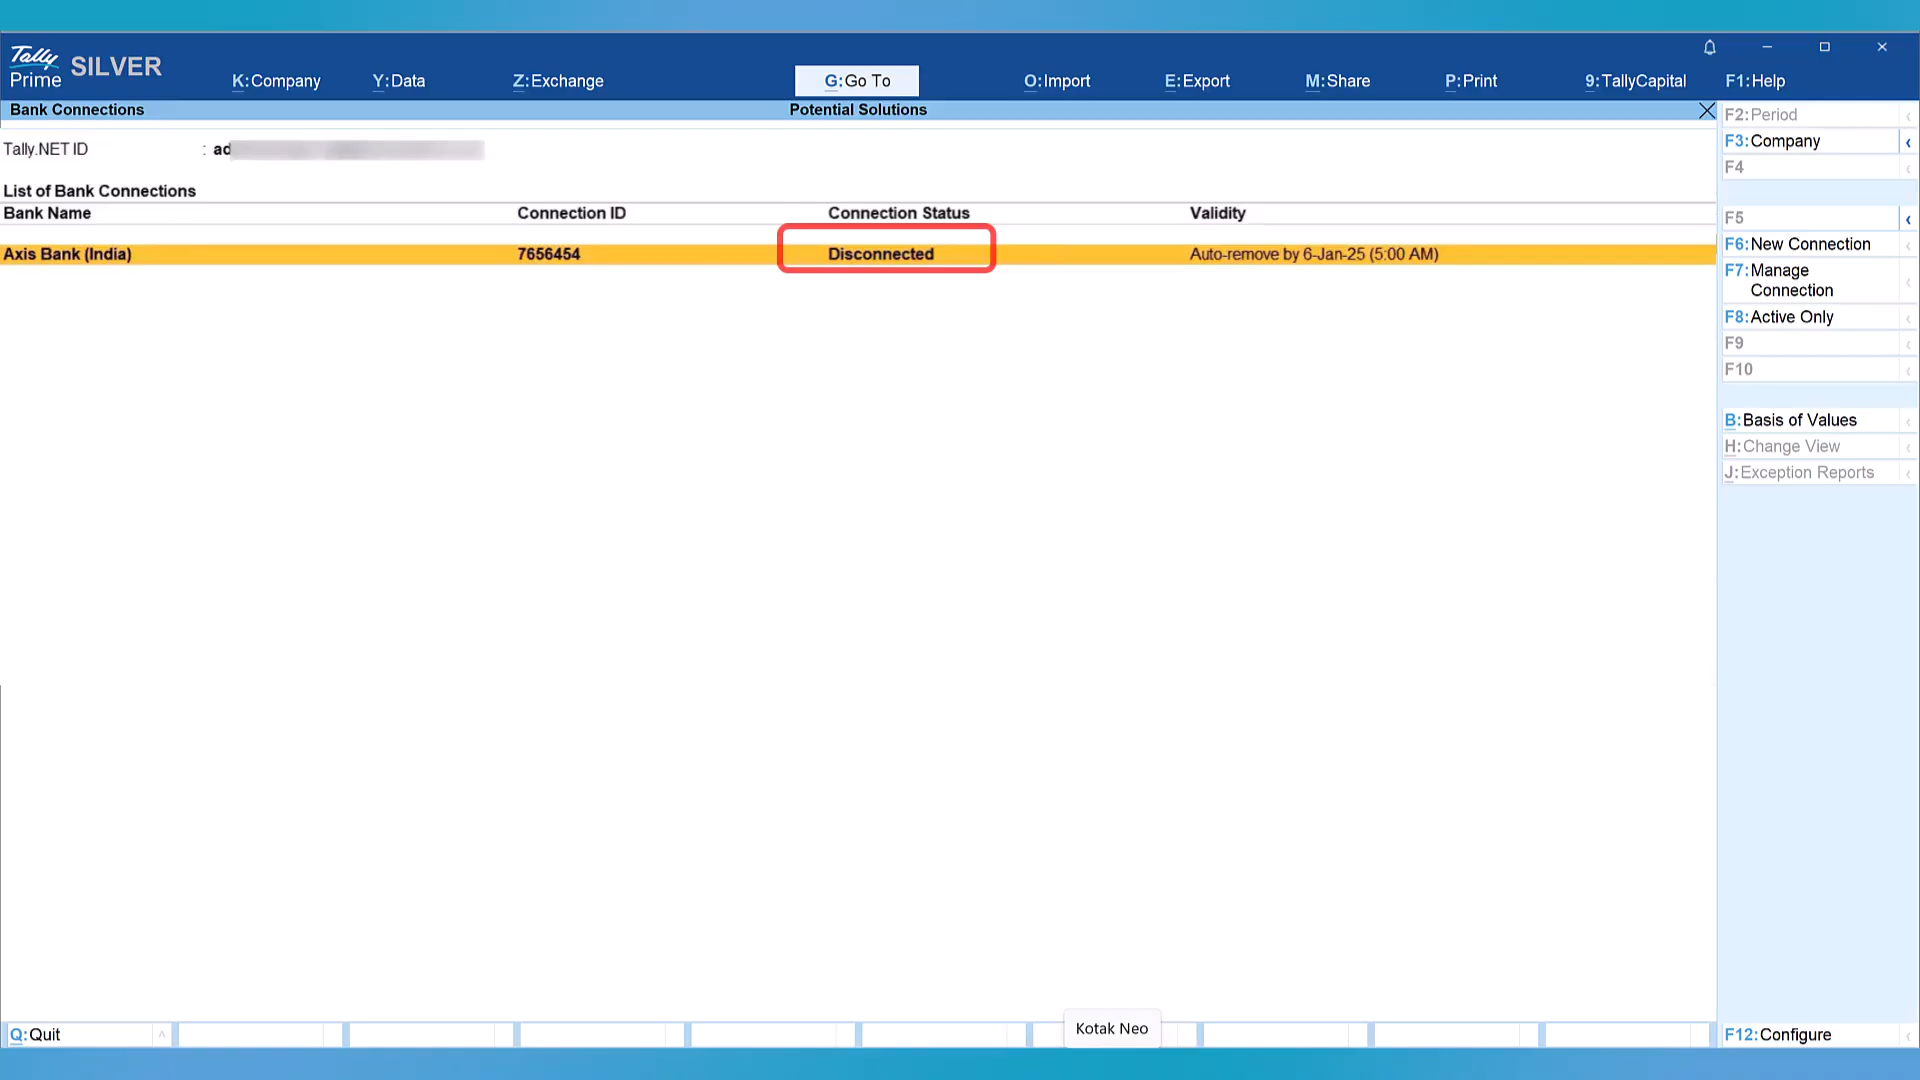 Tally
Prime SILVER
K:Company Y:Data Z:Exchange G:Go To O:Import E:Export M:Share P:Print 9:TallyCapital F1:Help
Bank Connections Potential Solutions
Tally.NET ID : ad
List of Bank Connections
Bank Name Connection ID Connection Status Validity
Axis Bank (India) 7656454 Disconnected Auto-remove by 6-Jan-25 (5:00 AM)
F2:Period
F3:Company
F4
F5
F6:New Connection
F7:Manage
Connection
F8:Active Only
F9
F10
B:Basis of Values
H:Change View
J:Exception Reports
Q:Quit
Kotak Neo
F12:Configure